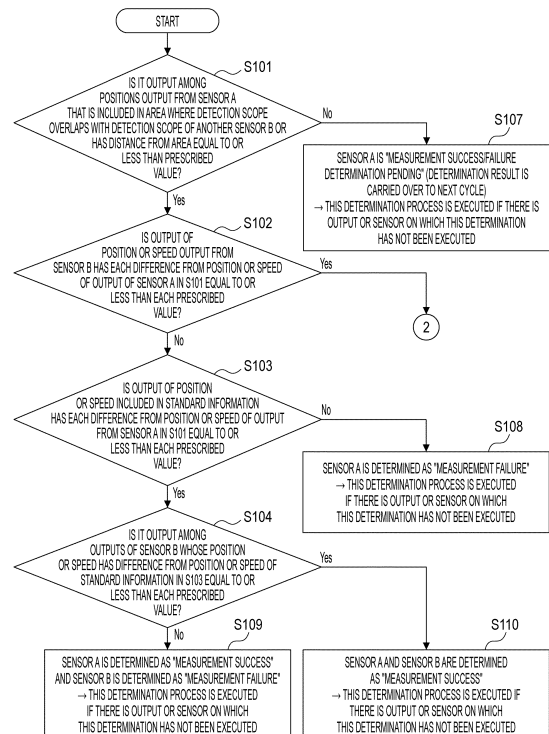 START
S101
IS IT OUTPUT AMONG
POSITIONS OUTPUT FROM SENSOR A
THAT IS INCLUDED IN AREA WHERE DETECTION SCOPE
OVERLAPS WITH DETECTION SCOPE OF ANOTHER SENSOR B OR
HAS DISTANCE FROM AREA EQUAL TO OR
LESS THAN PRESCRIBED
VALUE?
No
S107
SENSOR A IS "MEASUREMENT SUCCESS/FAILURE
DETERMINATION PENDING" (DETERMINATION RESULT IS
CARRIED OVER TO NEXT CYCLE)
→ THIS DETERMINATION PROCESS IS EXECUTED IF THERE IS
OUTPUT OR SENSOR ON WHICH THIS DETERMINATION
HAS NOT BEEN EXECUTED
Yes
S102
IS OUTPUT OF
POSITION OR SPEED OUTPUT FROM
SENSOR B HAS EACH DIFFERENCE FROM POSITION OR SPEED
OF OUTPUT OF SENSOR A IN S101 EQUAL TO OR
LESS THAN EACH PRESCRIBED
VALUE?
Yes
2
No
S103
IS OUTPUT OF POSITION
OR SPEED INCLUDED IN STANDARD INFORMATION
HAS EACH DIFFERENCE FROM POSITION OR SPEED OF OUTPUT
FROM SENSOR A IN S101 EQUAL TO OR
LESS THAN EACH PRESCRIBED
VALUE?
No
S108
SENSOR A IS DETERMINED AS "MEASUREMENT FAILURE"
→ THIS DETERMINATION PROCESS IS EXECUTED
IF THERE IS OUTPUT OR SENSOR ON WHICH
THIS DETERMINATION HAS NOT BEEN EXECUTED
Yes
S104
IS IT OUTPUT AMONG
OUTPUTS OF SENSOR B WHOSE POSITION
OR SPEED HAS DIFFERENCE FROM POSITION OR SPEED OF
STANDARD INFORMATION IN S103 EQUAL TO OR
LESS THAN EACH PRESCRIBED
VALUE?
Yes
No
S109
SENSOR A IS DETERMINED AS "MEASUREMENT SUCCESS"
AND SENSOR B IS DETERMINED AS "MEASUREMENT FAILURE"
→ THIS DETERMINATION PROCESS IS EXECUTED
IF THERE IS OUTPUT OR SENSOR ON WHICH
THIS DETERMINATION HAS NOT BEEN EXECUTED
S110
SENSOR A AND SENSOR B ARE DETERMINED
AS "MEASUREMENT SUCCESS"
→ THIS DETERMINATION PROCESS IS EXECUTED IF
THERE IS OUTPUT OR SENSOR ON WHICH
THIS DETERMINATION HAS NOT BEEN EXECUTED